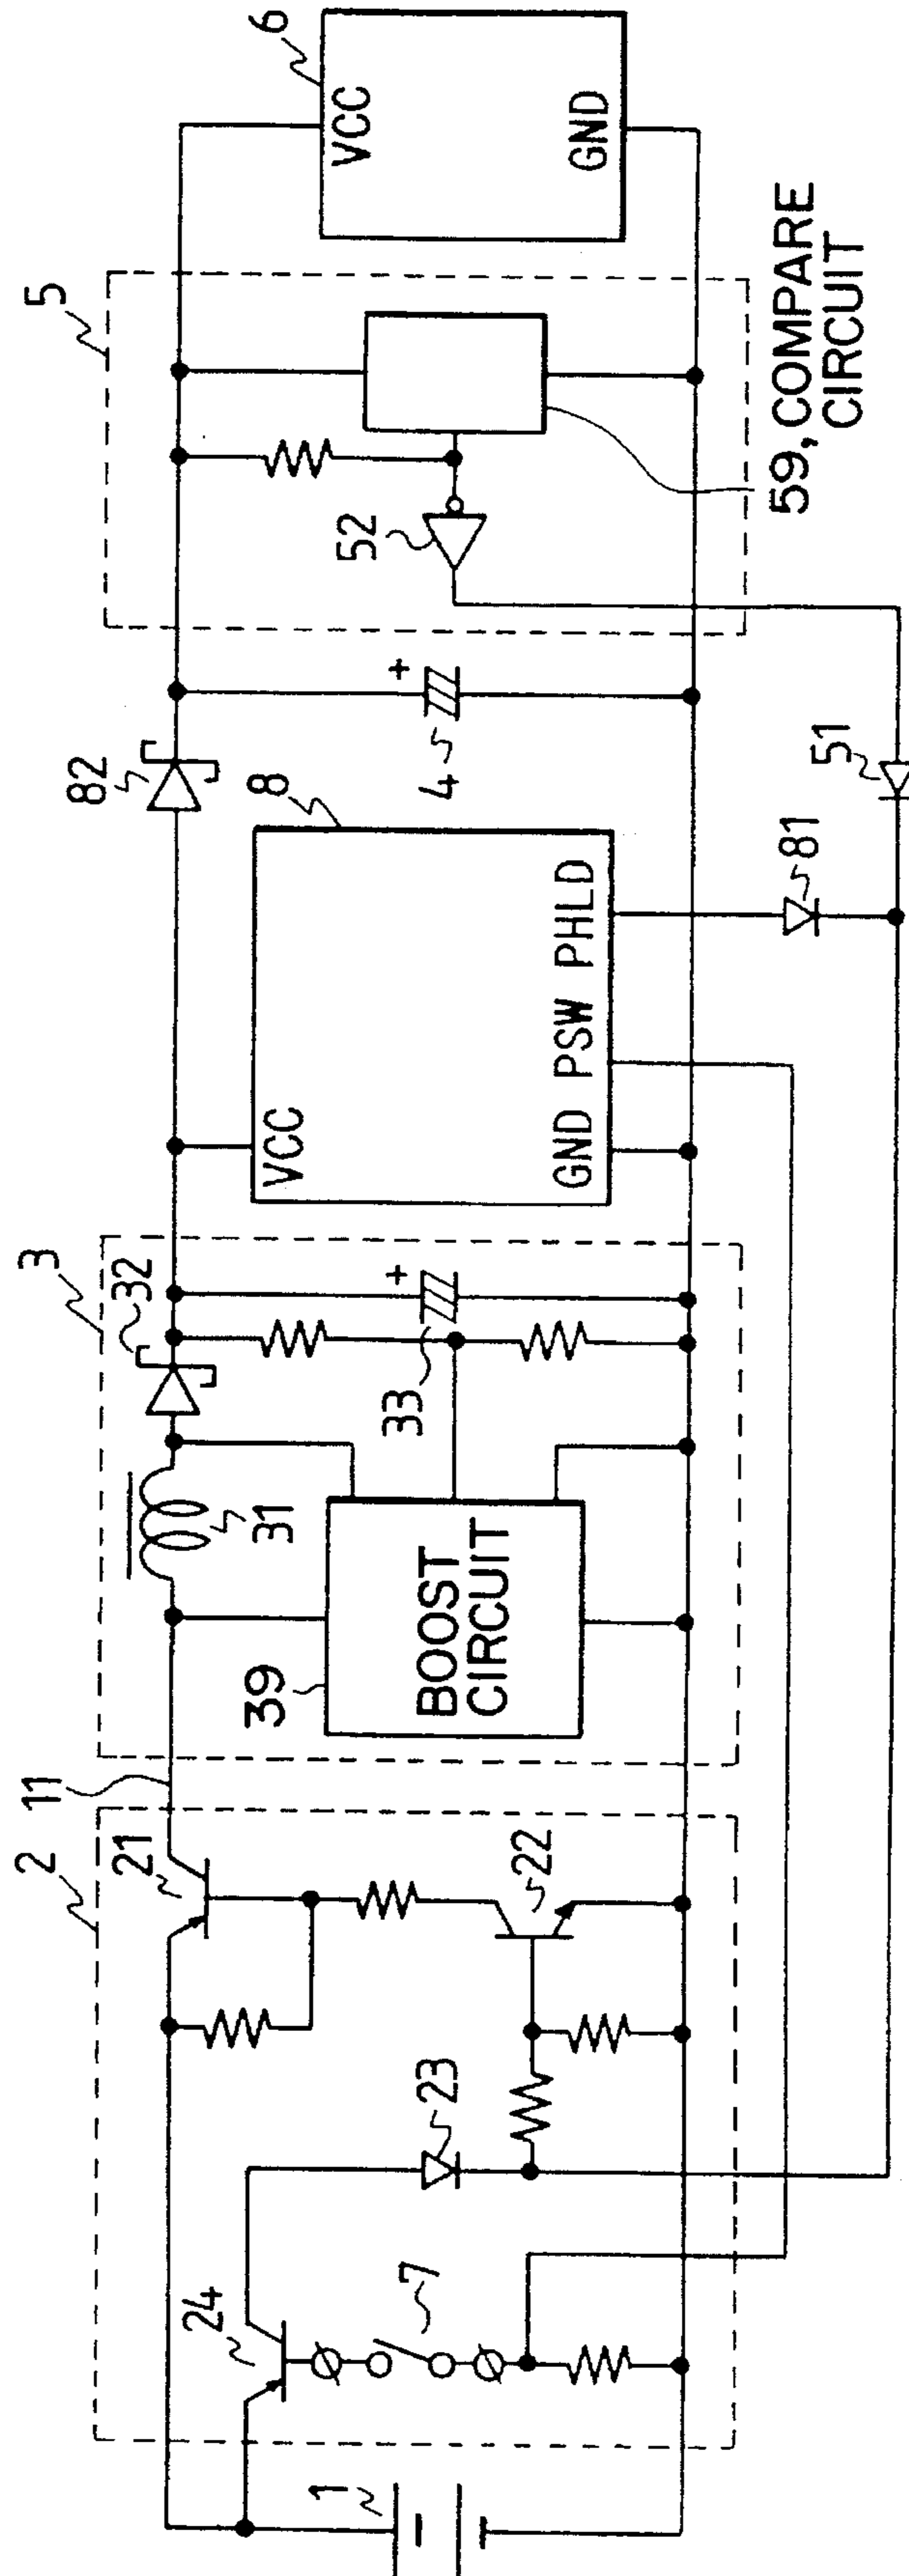 1
2
24
7
23
21
22
11
3
39
BOOST
CIRCUIT
31
32
33
+
8
VCC
GND PSW PHLD
82
4
+
81
51
5
52
59, COMPARE
CIRCUIT
6
VCC
GND